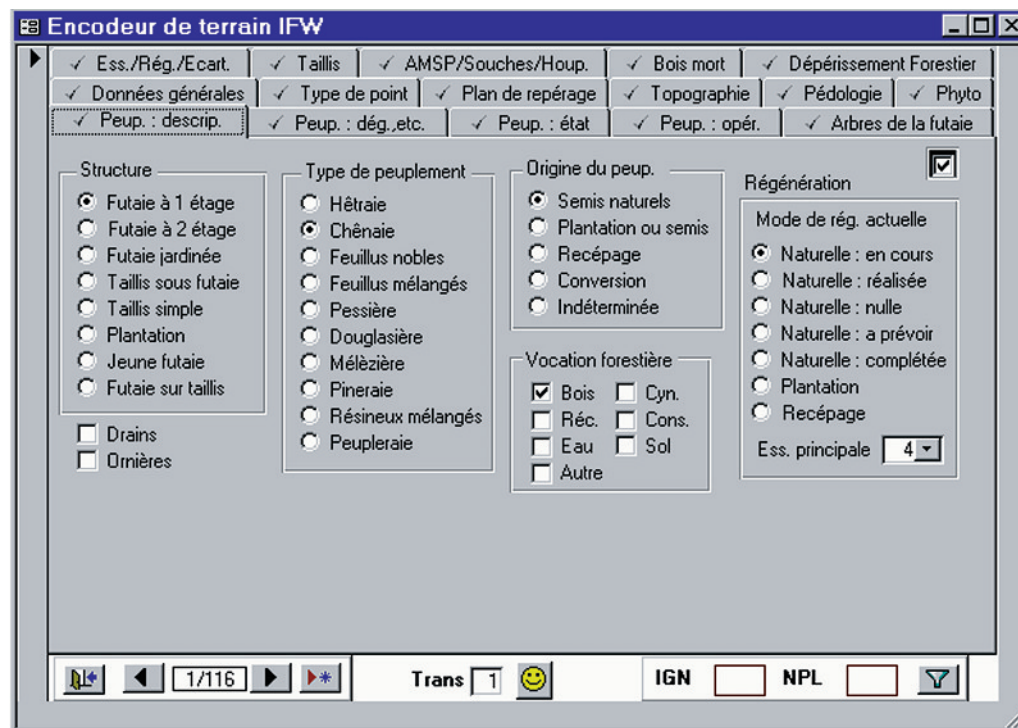 Encodeur de terrain IFW
Ess./Rég./Ecart. Taillis AMSP/Souches/Houp. Bois mort Dépérissement Forestier
Données générales Type de point Plan de repérage Topographie Pédologie Phyto
Peup. : descrip. Peup. : dég.,etc. Peup. : état Peup. : opér. Arbres de la futaie
Structure
Futaie à 1 étage
Futaie à 2 étage
Futaie jardinée
Taillis sous futaie
Taillis simple
Plantation
Jeune futaie
Futaie sur taillis
Drains
Ornières
Type de peuplement
Hêtraie
Chênaie
Feuillus nobles
Feuillus mélangés
Pessière
Douglasière
Mélèzière
Pineraie
Résineux mélangés
Peupleraie
Origine du peup.
Semis naturels
Plantation ou semis
Recépage
Conversion
Indéterminée
Vocation forestière
Bois Cyn.
Réc. Cons.
Eau Sol
Autre
Régénération
Mode de rég. actuelle
Naturelle : en cours
Naturelle : réalisée
Naturelle : nulle
Naturelle : a prévoir
Naturelle : complétée
Plantation
Recépage
Ess. principale 4
1/116 Trans 1 IGN NPL